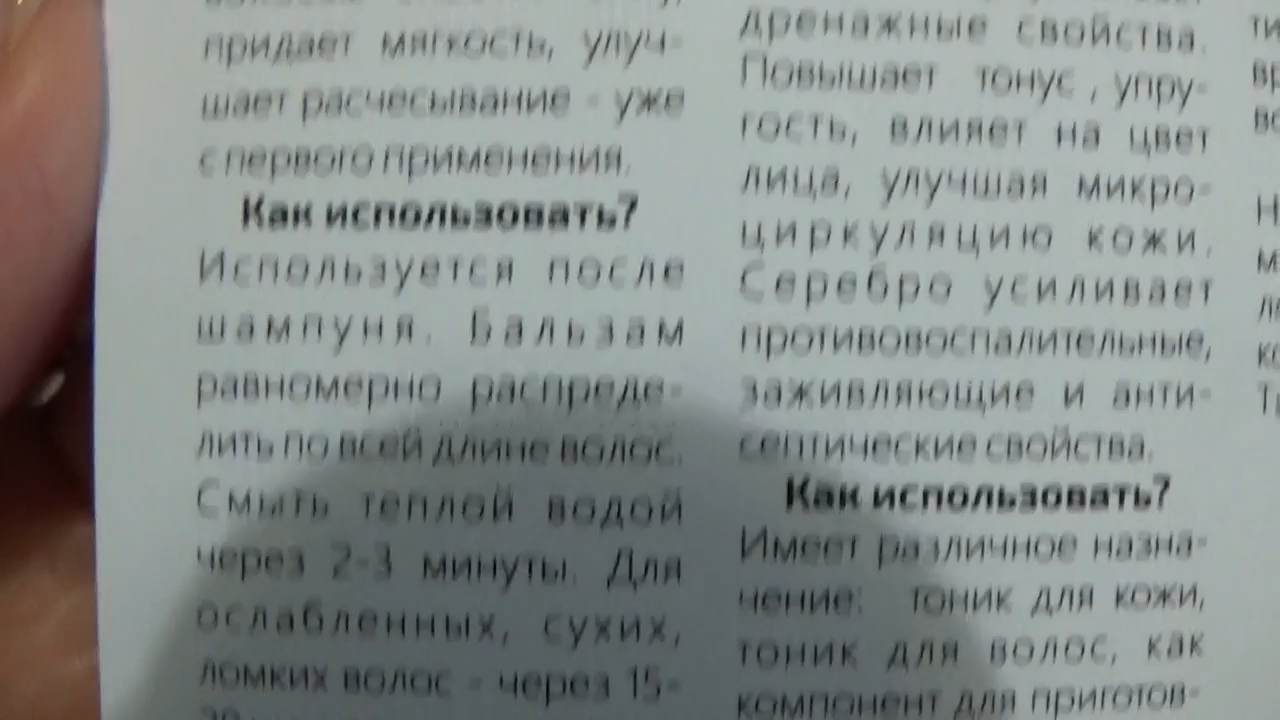 придает мягкость, улуч-
шает расчесывание - уже
с первого применения.
Как использовать?
Используется после
шампуня. Бальзам
равномерно распреде-
лить по всей длине волос.
Смыть теплой водой
через 2-3 минуты. Для
ослабленных, сухих,
ломких волос - через 15-
дренажные свойства.
Повышает тонус , упру-
гость, влияет на цвет
лица, улучшая микро-
циркуляцию кожи.
Серебро усиливает
противовоспалительные,
заживляющие и анти-
септические свойства.
Как использовать?
Имеет различное назна-
чение: тоник для кожи,
тоник для волос, как
компонент для приготов-